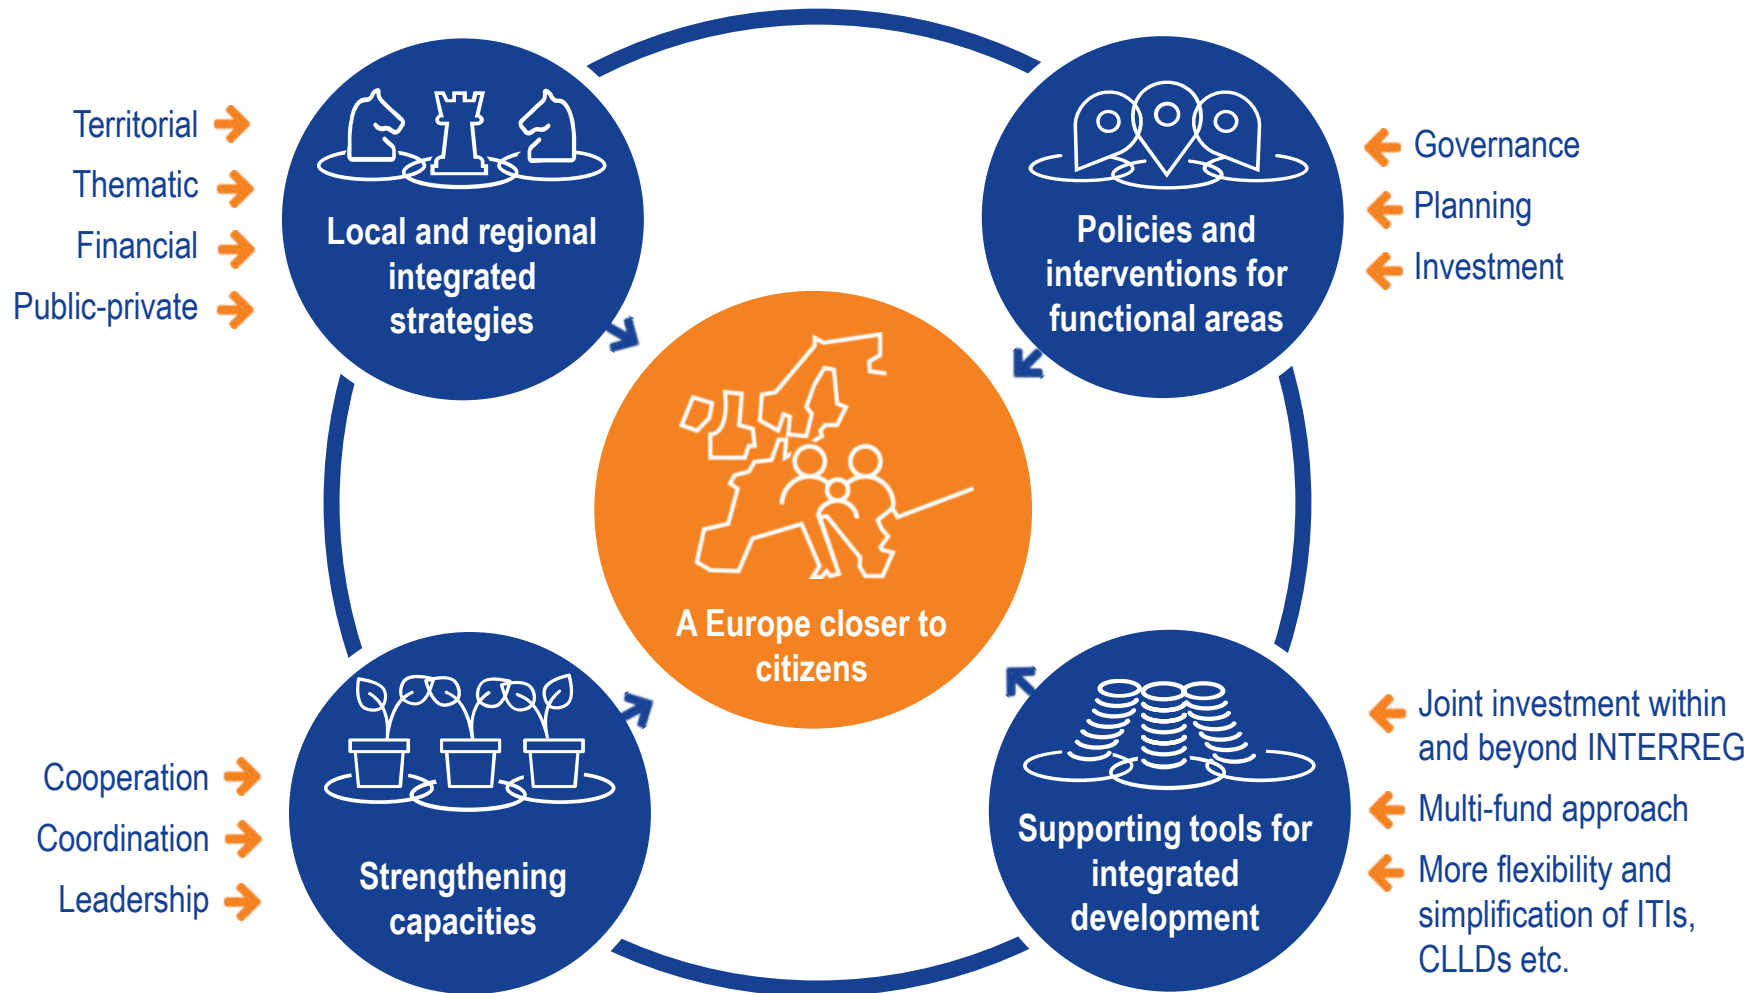 Territorial
Thematic
Financial
Public-private
Local and regional
integrated
strategies
Policies and
interventions for
functional areas
Governance
Planning
Investment
A Europe closer to
citizens
Cooperation
Coordination
Leadership
Strengthening
capacities
Supporting tools for
integrated
development
Joint investment within
and beyond INTERREG
Multi-fund approach
More flexibility and
simplification of ITIs,
CLLDs etc.